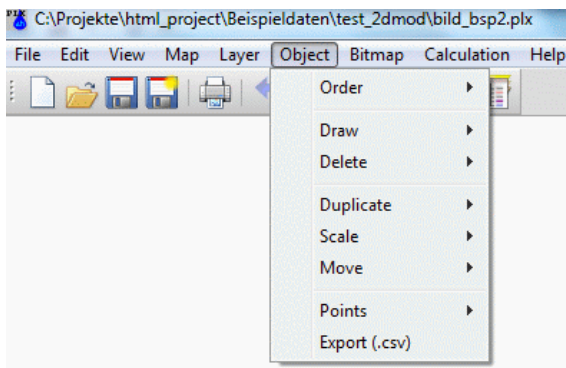 C:\Projekte\html_project\Beispieldaten\test_2dmod\bild_bsp2.plx
File Edit View Map Layer Object Bitmap Calculation Help
Order
Draw
Delete
Duplicate
Scale
Move
Points
Export (.csv)